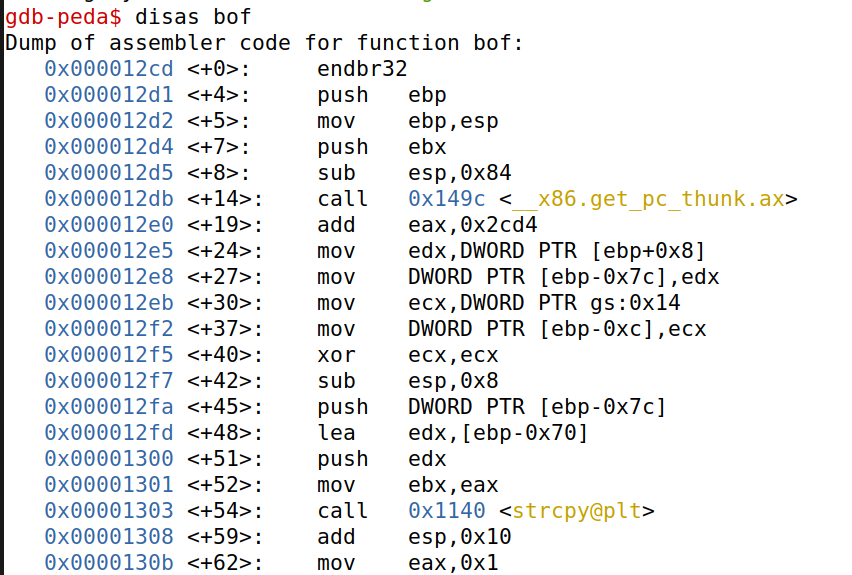 gdb-peda$ disas bof
Dump of assembler code for function bof:
   0x000012cd <+0>:     endbr32
   0x000012d1 <+4>:     push   ebp
   0x000012d2 <+5>:     mov    ebp,esp
   0x000012d4 <+7>:     push   ebx
   0x000012d5 <+8>:     sub    esp,0x84
   0x000012db <+14>:    call   0x149c <__x86.get_pc_thunk.ax>
   0x000012e0 <+19>:    add    eax,0x2cd4
   0x000012e5 <+24>:    mov    edx,DWORD PTR [ebp+0x8]
   0x000012e8 <+27>:    mov    DWORD PTR [ebp-0x7c],edx
   0x000012eb <+30>:    mov    ecx,DWORD PTR gs:0x14
   0x000012f2 <+37>:    mov    DWORD PTR [ebp-0xc],ecx
   0x000012f5 <+40>:    xor    ecx,ecx
   0x000012f7 <+42>:    sub    esp,0x8
   0x000012fa <+45>:    push   DWORD PTR [ebp-0x7c]
   0x000012fd <+48>:    lea    edx,[ebp-0x70]
   0x00001300 <+51>:    push   edx
   0x00001301 <+52>:    mov    ebx,eax
   0x00001303 <+54>:    call   0x1140 <strcpy@plt>
   0x00001308 <+59>:    add    esp,0x10
   0x0000130b <+62>:    mov    eax,0x1